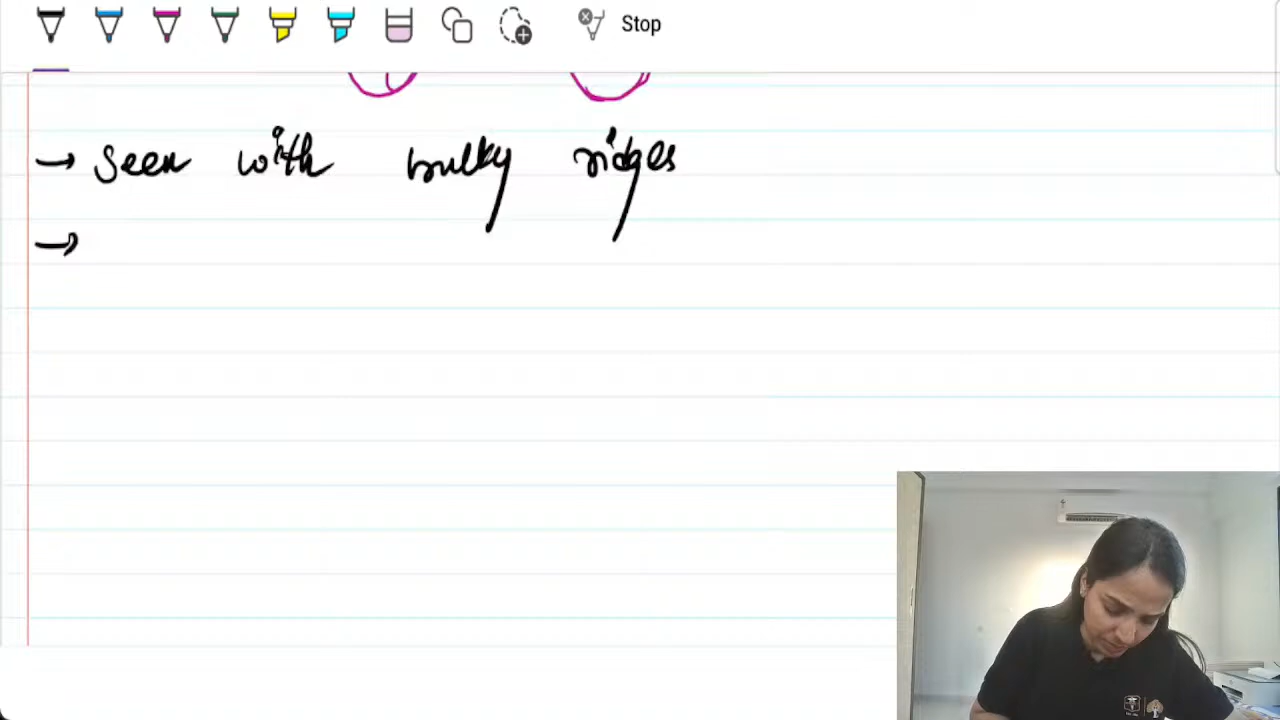 Stop
→ Seen with bulky ridges
→